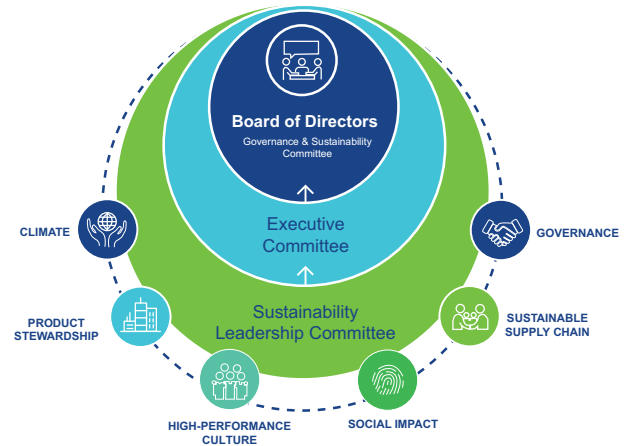 Board of Directors
Governance & Sustainability
Committee
Executive
Committee
Sustainability
Leadership Committee
CLIMATE
PRODUCT
STEWARDSHIP
HIGH-PERFORMANCE
CULTURE
SOCIAL IMPACT
SUSTAINABLE
SUPPLY CHAIN
GOVERNANCE